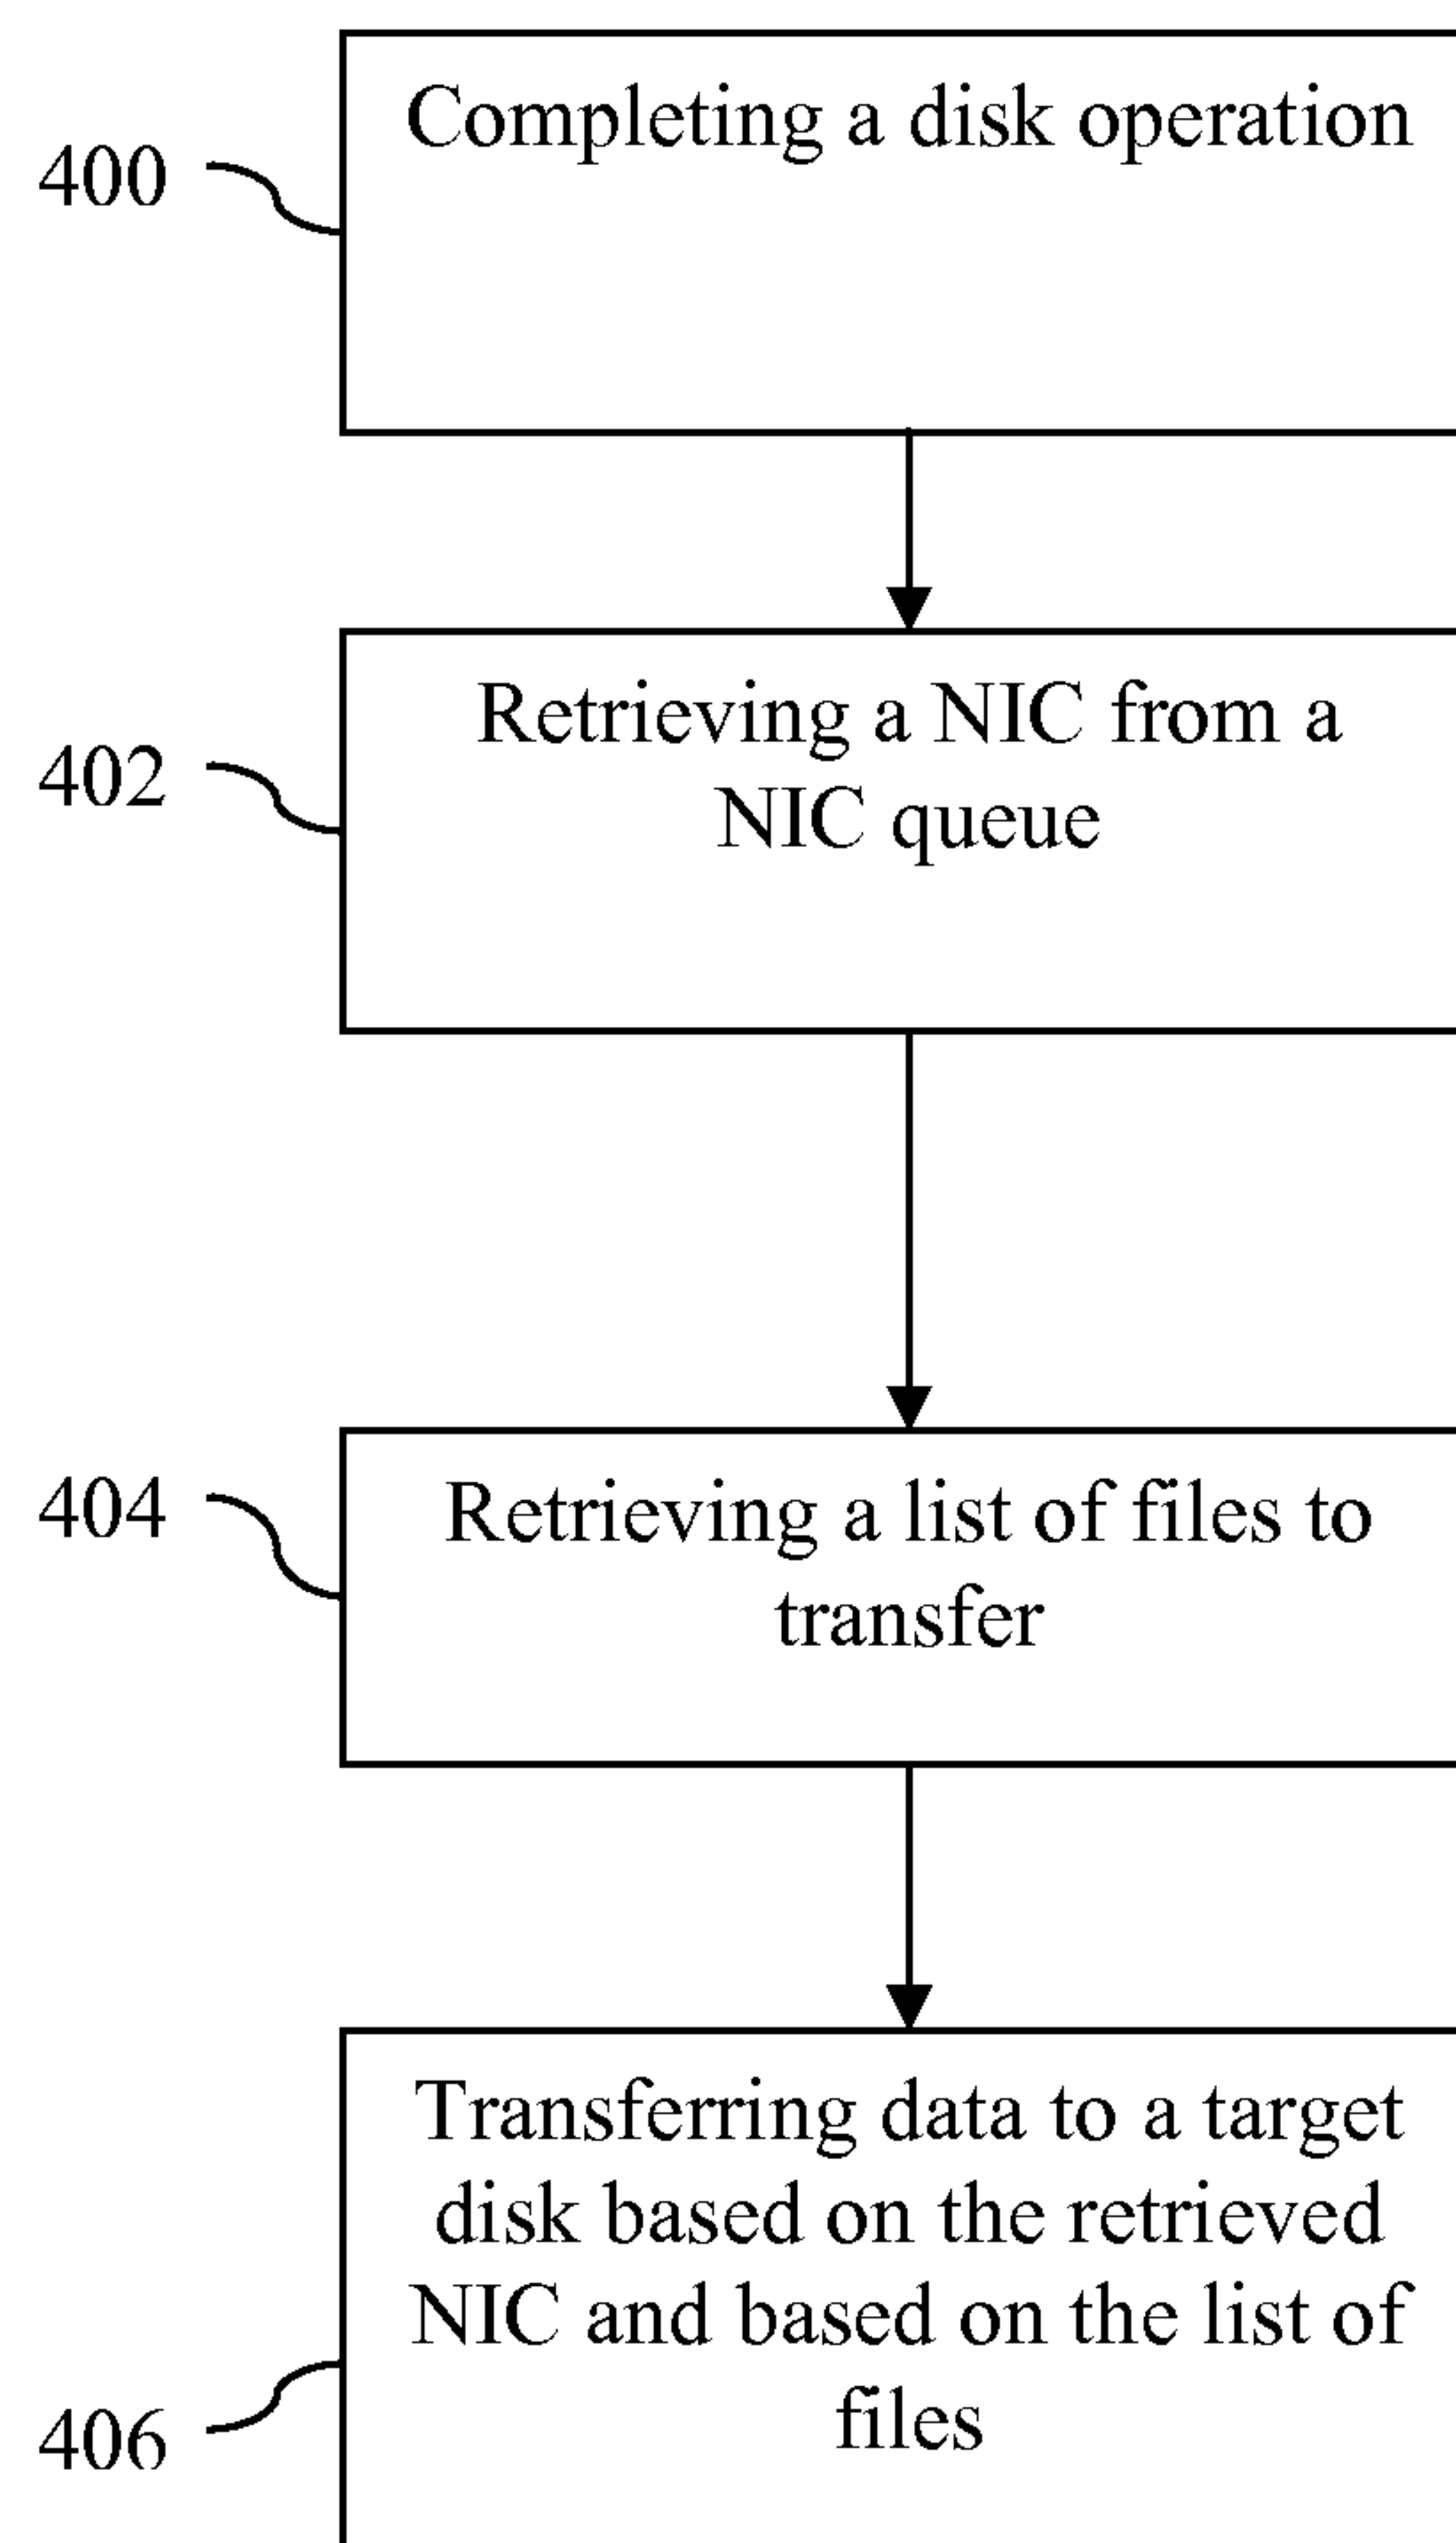 Completing a disk operation
400
Retrieving a NIC from a
NIC queue
402
Retrieving a list of files to
transfer
404
Transferring data to a target
disk based on the retrieved
NIC and based on the list of
files
406